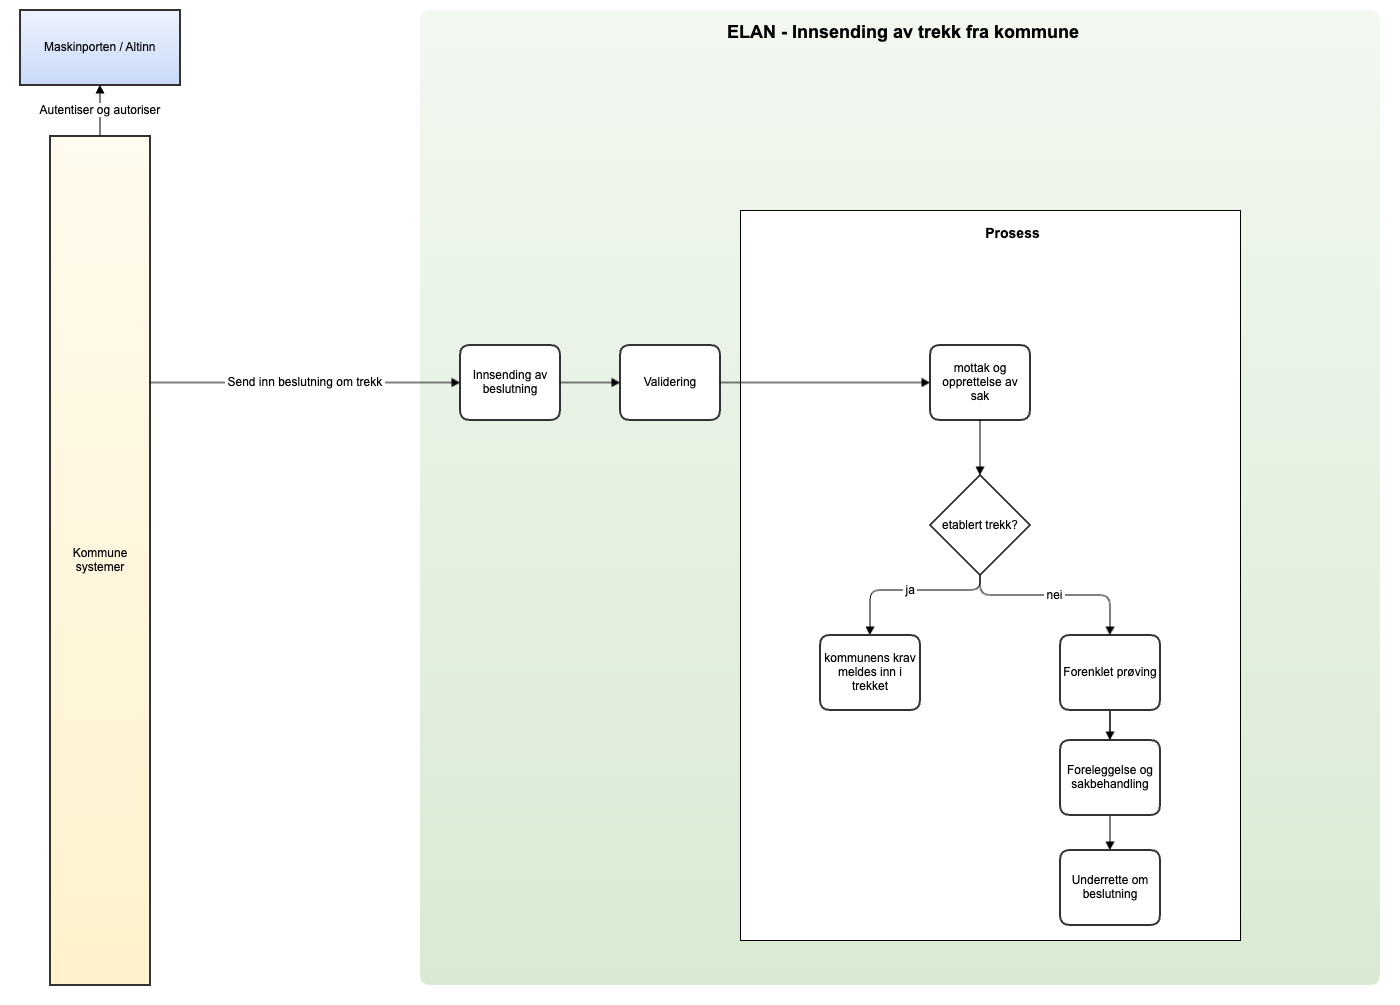 Maskinporten / Altinn
Autentiser og autoriser
Kommune
systemer
Send inn beslutning om trekk
ELAN - Innsending av trekk fra kommune
Innsending av
beslutning
Validering
Prosess
mottak og
opprettelse av
sak
etablert trekk?
ja
nei
kommunens krav
meldes inn i
trekket
Forenklet prøving
Foreleggelse og
sakbehandling
Underrette om
beslutning